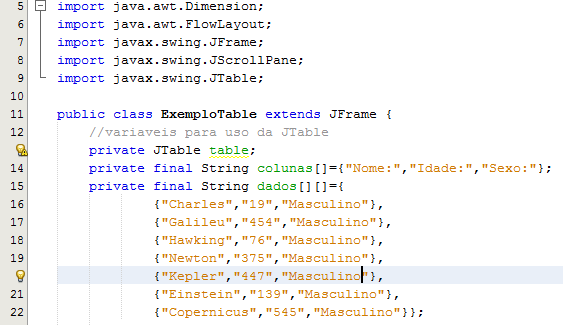 5 import java.awt.Dimension;
6 import java.awt.FlowLayout;
7 import javax.swing.JFrame;
8 import javax.swing.JScrollPane;
9 import javax.swing.JTable;
10
11 public class ExemploTable extends JFrame {
12 //variaveis para uso da JTable
private JTable table;
14 private final String colunas[]={"Nome:","Idade:","Sexo:"};
15 private final String dados[][]={
16 {"Charles","19","Masculino"},
17 {"Galileu","454","Masculino"},
18 {"Hawking","76","Masculino"},
19 {"Newton","375","Masculino"},
{"Kepler","447","Masculino"},
21 {"Einstein","139","Masculino"},
22 {"Copernicus","545","Masculino"}};